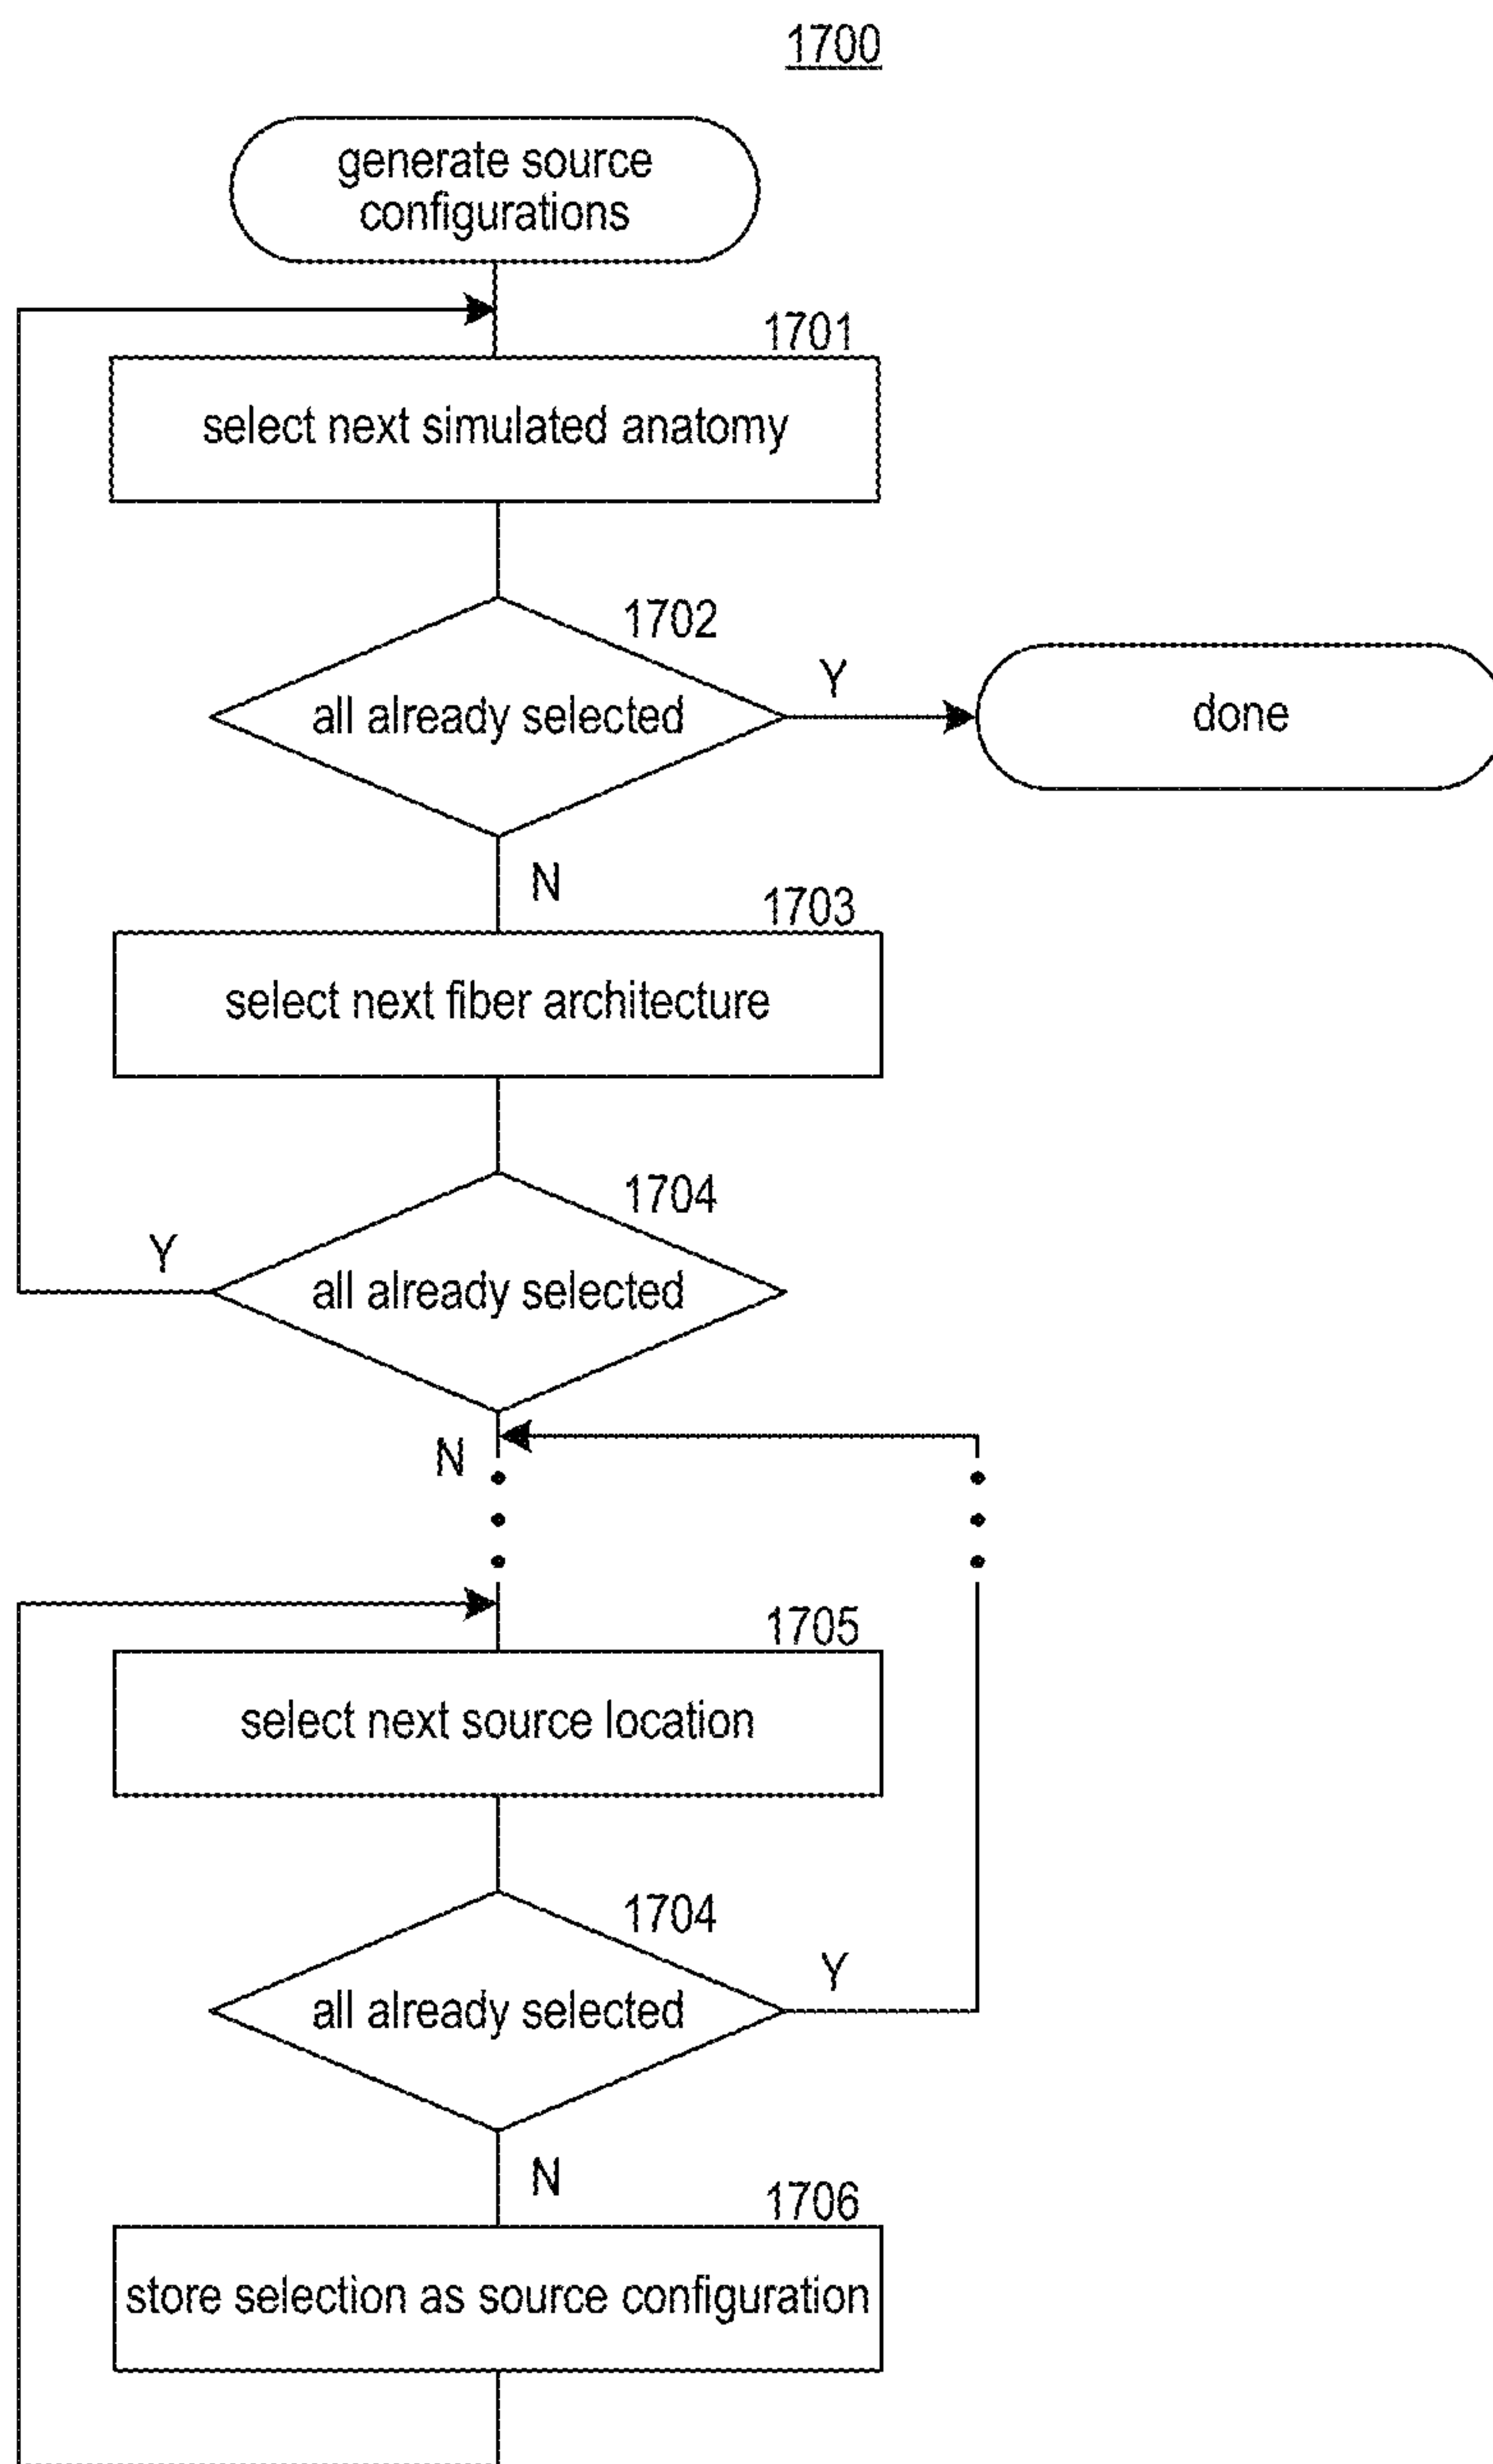 1700
generate source
configurations
1701
select next simulated anatomy
1702
all already selected
Y
done
N
1703
select next fiber architecture
1704
Y
all already selected
N
1705
select next source location
1704
all already selected
Y
N
1706
store selection as source configuration